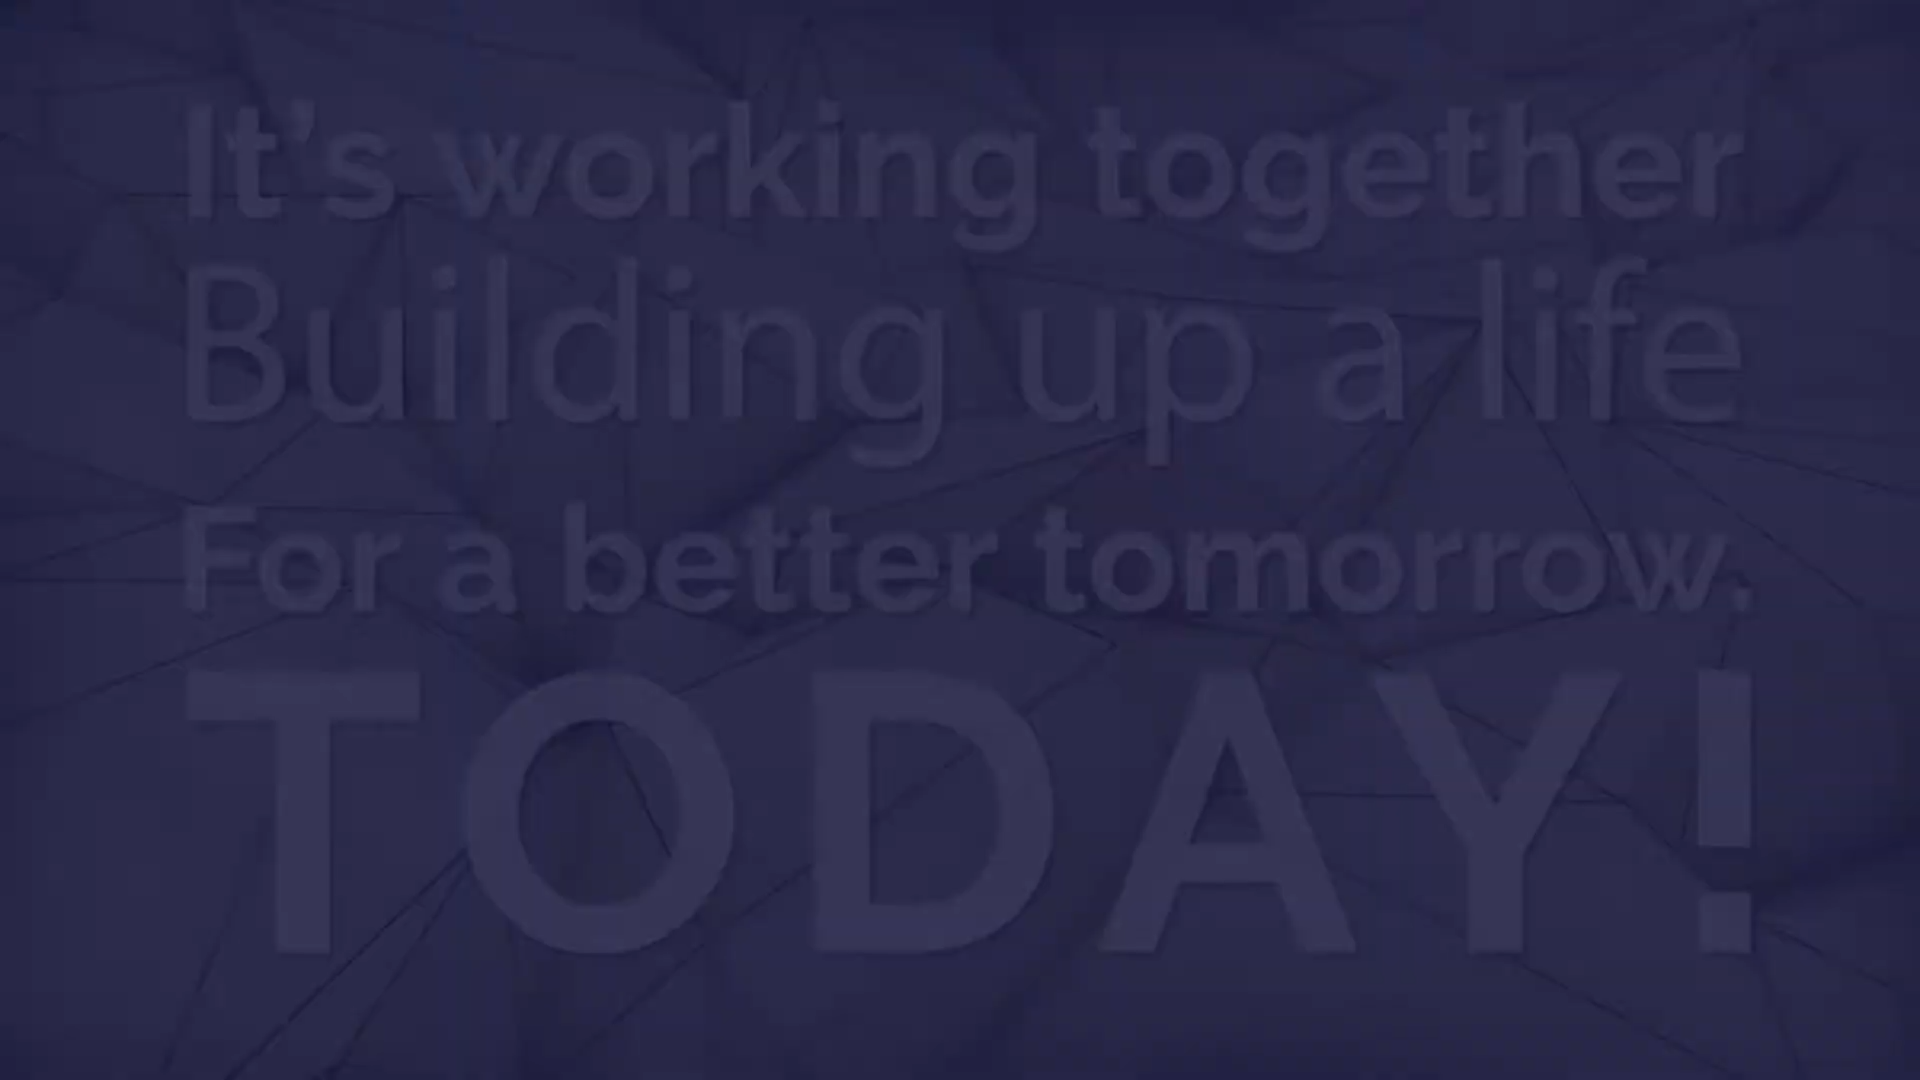 It's working together
Building up a life
For a better tomorrow.
TODAY!